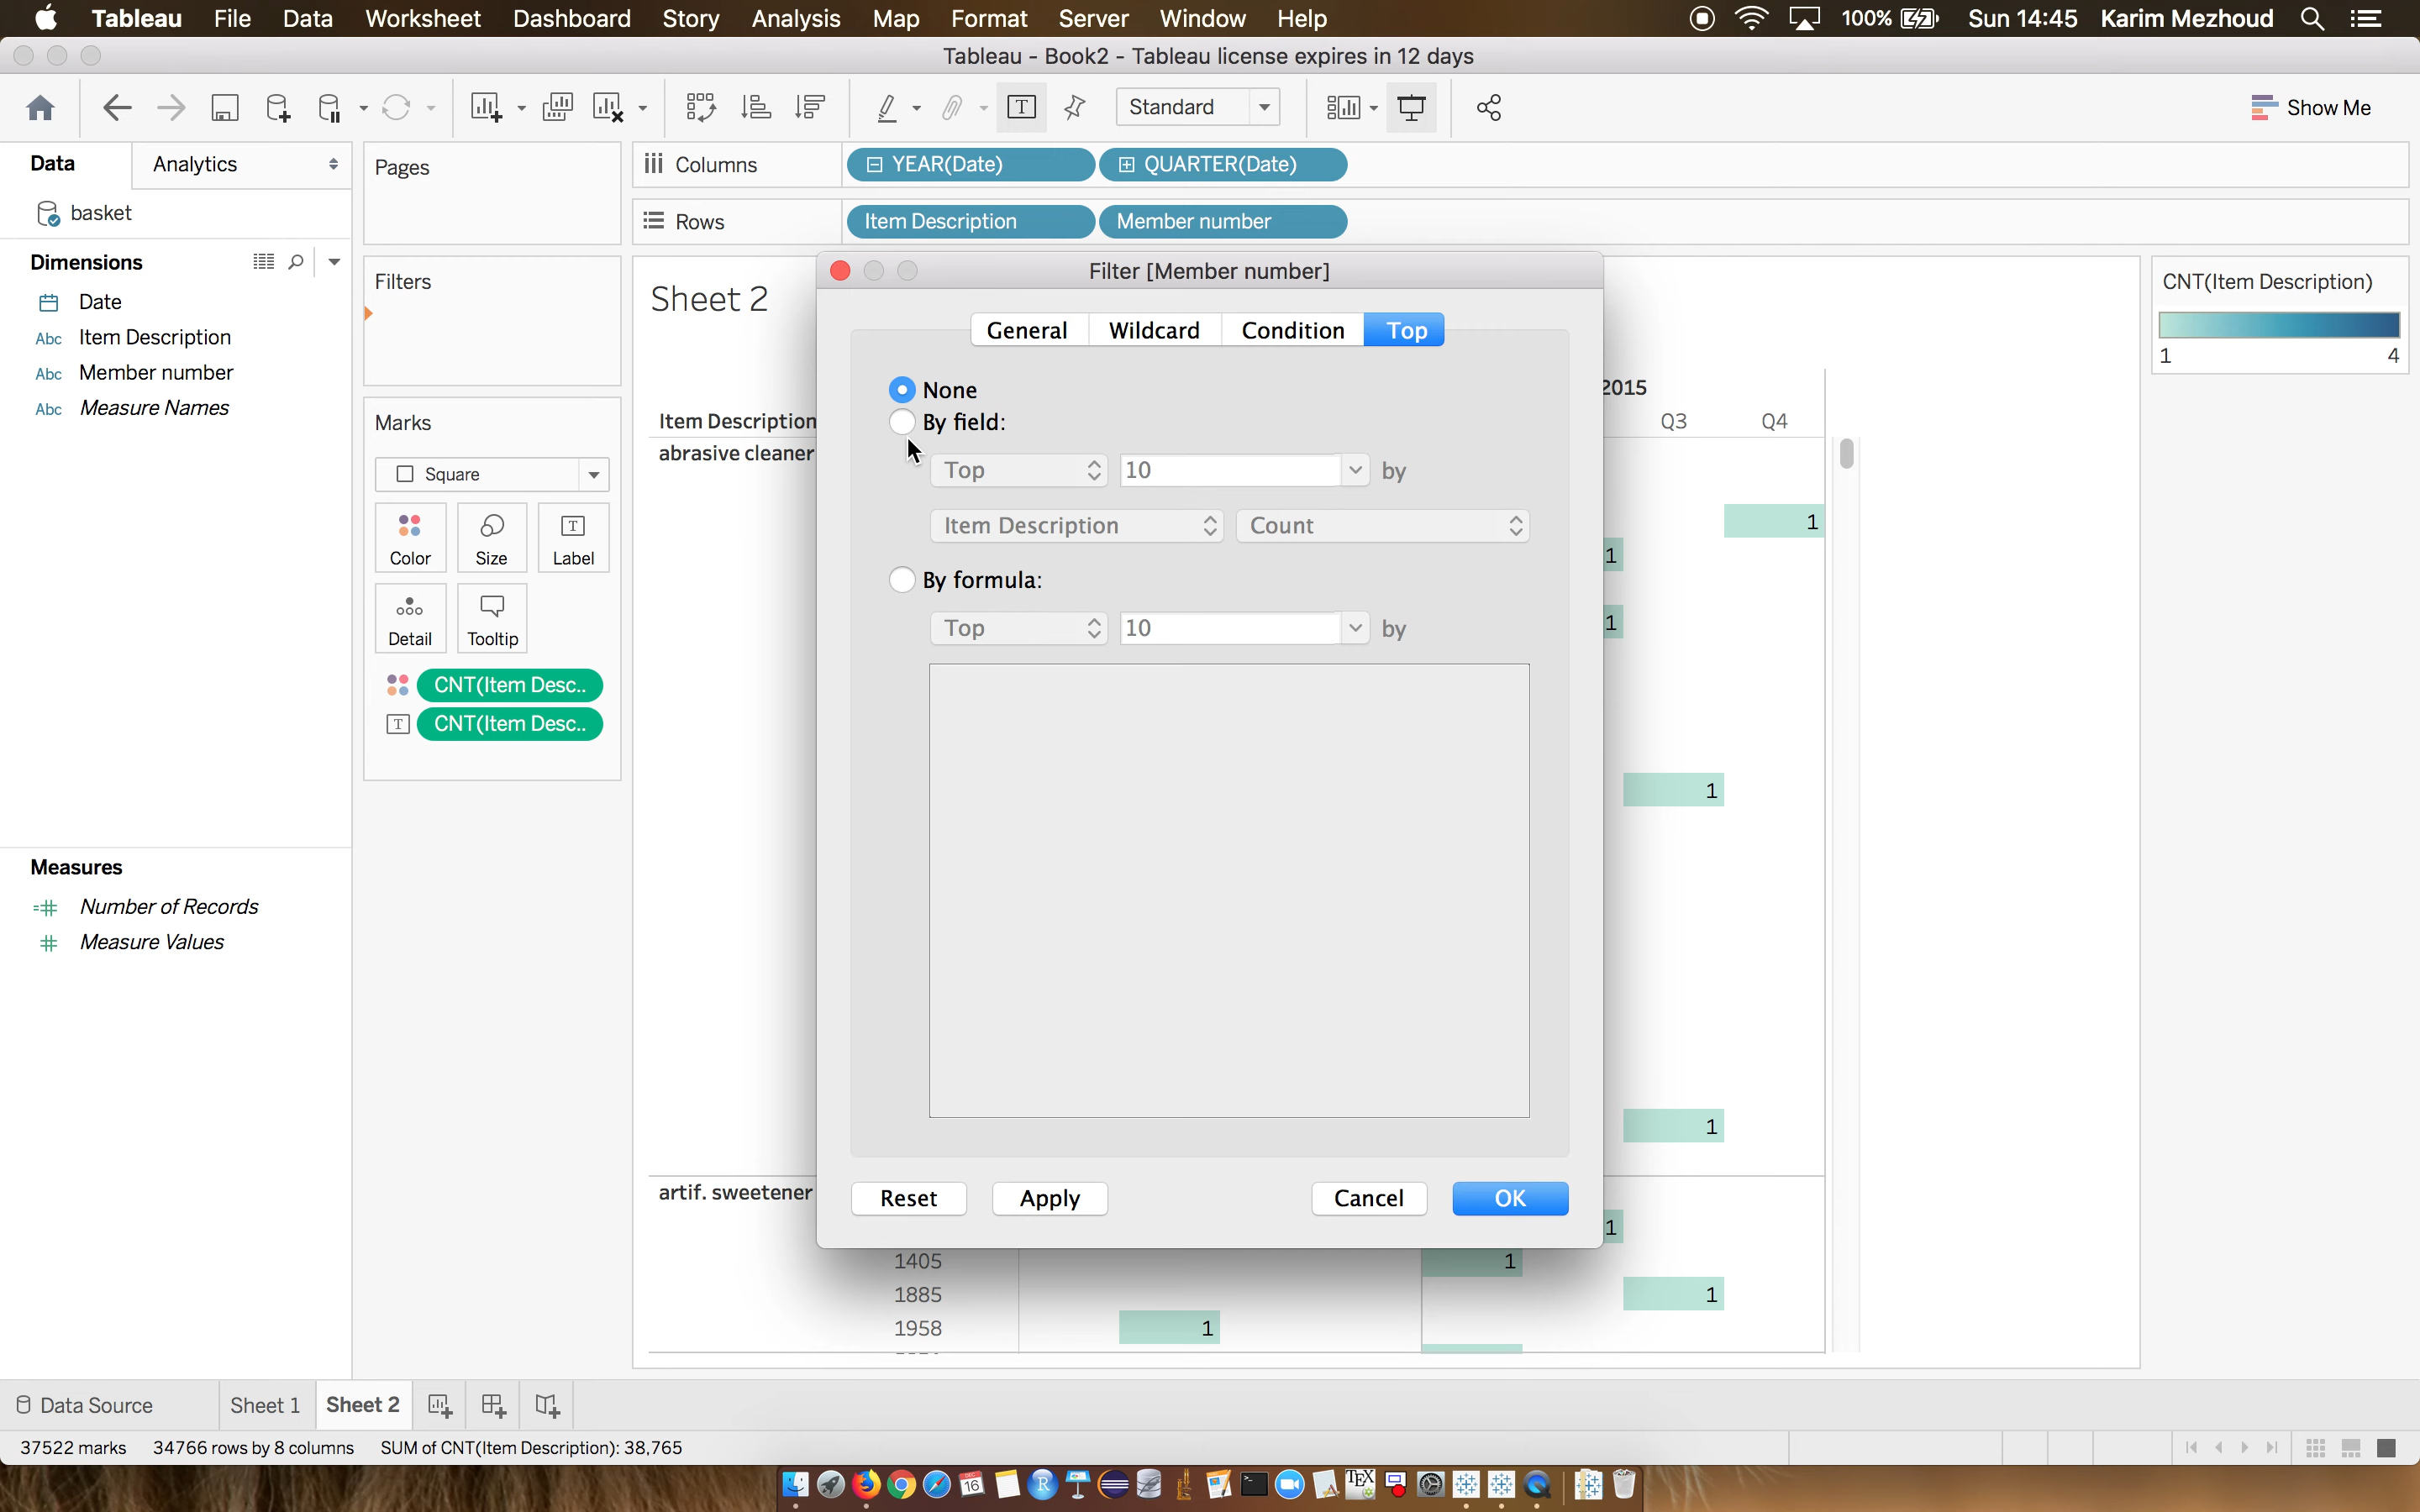 Tableau File Data Worksheet Dashboard Story Analysis Map Format Server Window Help 100% Sun 14:45 Karim Mezhoud
Tableau - Book2 - Tableau license expires in 12 days
Standard Show Me
Data Analytics
basket
Dimensions
Date
Abc Item Description
Abc Member number
Abc Measure Names
Measures
=# Number of Records
# Measure Values
Pages
Filters
Marks
Square
Color Size Label
Detail Tooltip
CNT(Item Desc..
CNT(Item Desc..
Columns YEAR(Date) QUARTER(Date)
Rows Item Description Member number
Sheet 2
2015
Item Description Q3 Q4
abrasive cleaner
1
1
1
1
1
artif. sweetener
1
1405 1
1885 1
1958 1
Filter [Member number]
General Wildcard Condition Top
None
By field:
Top 10 by
Item Description Count
By formula:
Top 10 by
Reset Apply Cancel OK
CNT(Item Description)
1 4
Data Source Sheet 1 Sheet 2
37522 marks 34766 rows by 8 columns SUM of CNT(Item Description): 38,765
DEC 16 R TEX